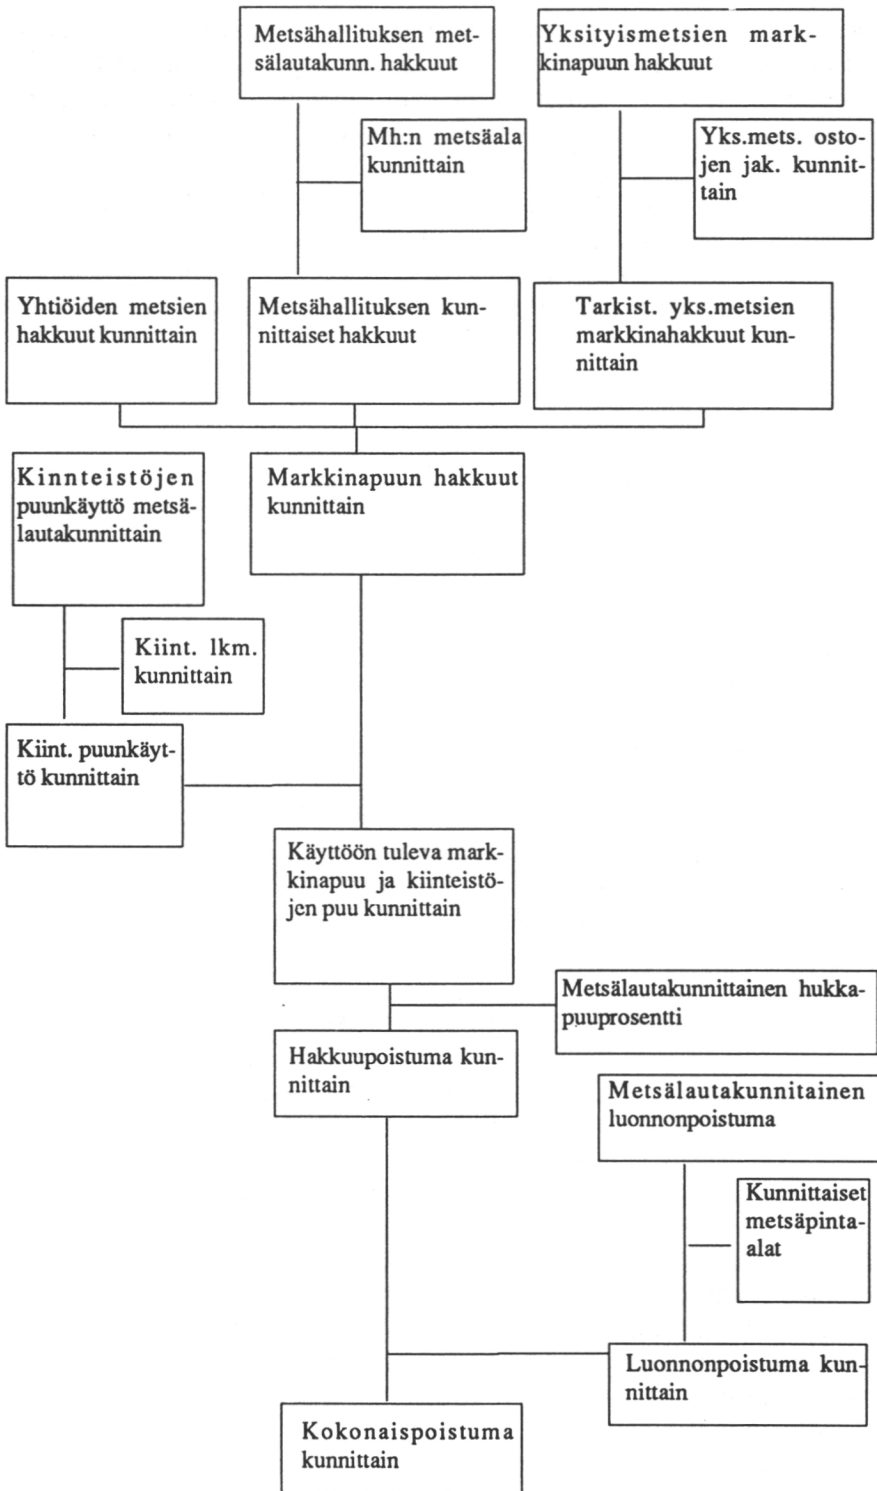 Metsähallituksen met-
sälautakunn. hakkuut
Yksityismetsien mark-
kinapuun hakkuut
Mh:n metsäala
kunnittain
Yks.mets. osto-
jen jak. kunnit-
tain
Yhtiöiden metsien
hakkuut kunnittain
Metsähallituksen kun-
nittaiset hakkuut
Tarkist. yks.metsien
markkinahakkuut kun-
nittain
Kinnteistöjen
puunkäyttö metsä-
lautakunnittain
Markkinapuun hakkuut
kunnittain
Kiint. lkm.
kunnittain
Kiint. puunkäyt-
tö kunnittain
Käyttöön tuleva mark-
kinapuu ja kiinteistö-
jen puu kunnittain
Metsälautakunnittainen hukka-
puuprosentti
Hakkuupoistuma kun-
nittain
Metsälautakunnitainen
luonnonpoistuma
Kunnittaiset
metsäpinta-
alat
Luonnonpoistuma kun-
nittain
Kokonaispoistuma
kunnittain